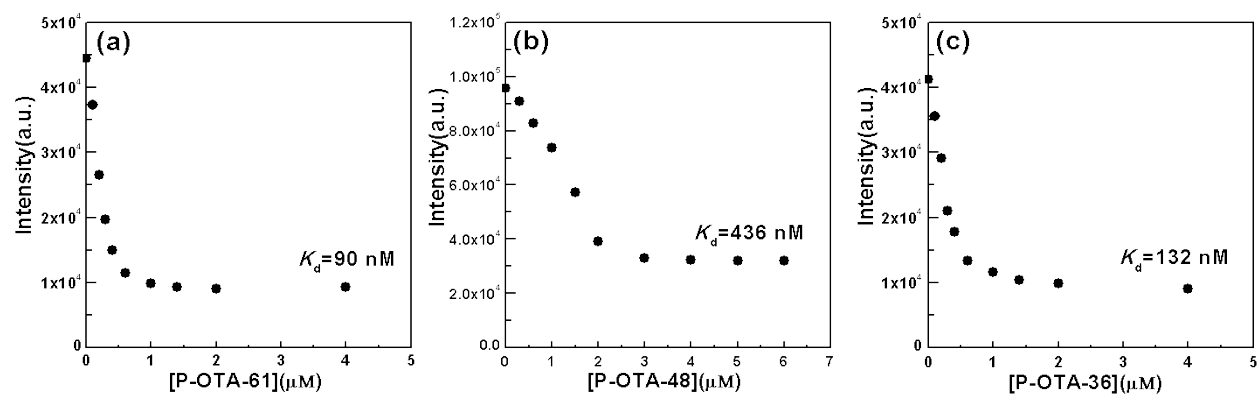 (a)
5x10⁴
4x10⁴
3x10⁴
2x10⁴
1x10⁴
0
Intensity(a.u.)
K_d=90 nM
0 1 2 3 4 5
[P-OTA-61](μM)
(b)
1.2x10⁵
1.0x10⁵
8.0x10⁴
6.0x10⁴
4.0x10⁴
2.0x10⁴
0.0
Intensity(a.u.)
K_d=436 nM
0 1 2 3 4 5 6 7
[P-OTA-48](μM)
(c)
5x10⁴
4x10⁴
3x10⁴
2x10⁴
1x10⁴
0
Intensity(a.u.)
K_d=132 nM
0 1 2 3 4 5
[P-OTA-36](μM)